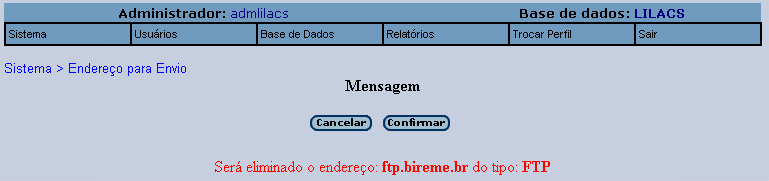 Administrador: admlilacs Base de dados: LILACS
Sistema Usuários Base de Dados Relatórios Trocar Perfil Sair
Sistema > Endereço para Envio
Mensagem
Cancelar Confirmar
Será eliminado o endereço: ftp.bireme.br do tipo: FTP